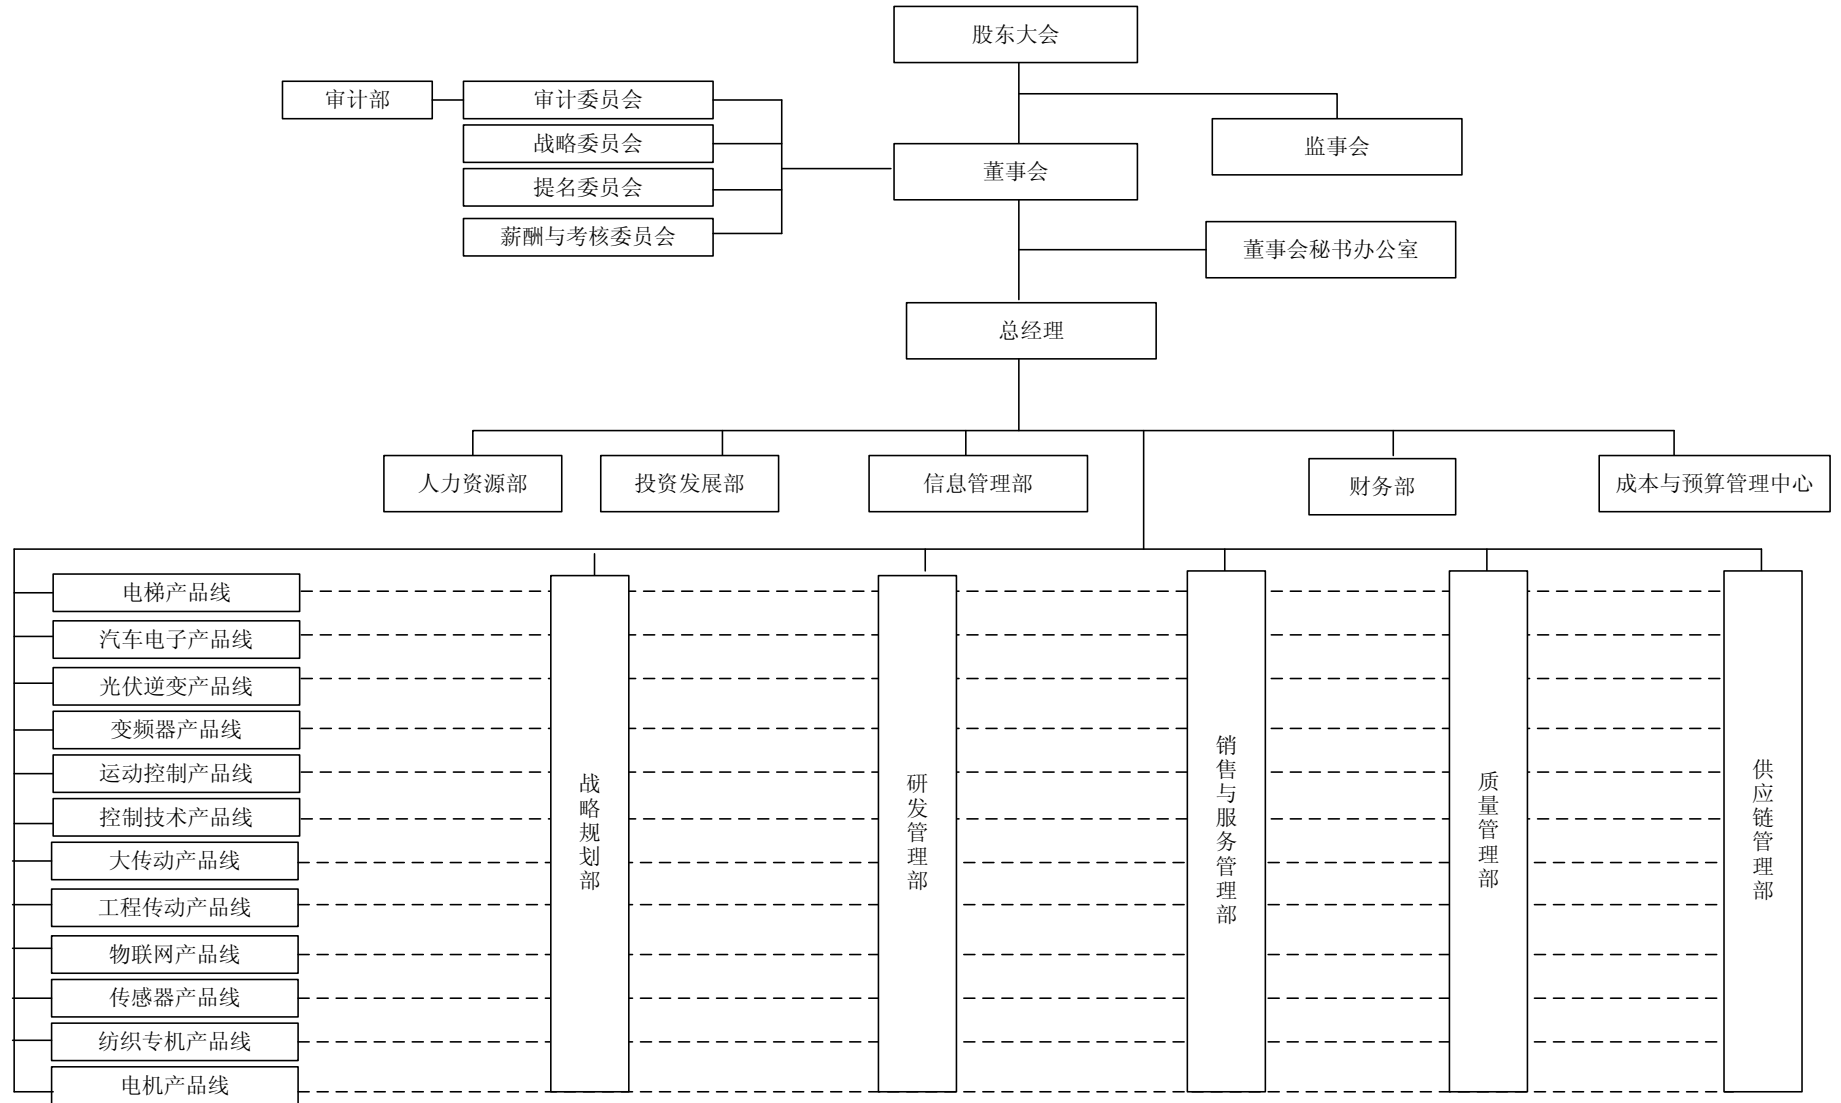 股东大会
审计部
审计委员会
战略委员会
监事会
董事会
提名委员会
薪酬与考核委员会
董事会秘书办公室
总经理
人力资源部
投资发展部
信息管理部
财务部
成本与预算管理中心
电梯产品线
汽车电子产品线
光伏逆变产品线
变频器产品线
运动控制产品线
控制技术产品线
大传动产品线
工程传动产品线
物联网产品线
传感器产品线
纺织专机产品线
电机产品线
战略规划部
研发管理部
销售与服务管理部
质量管理部
供应链管理部